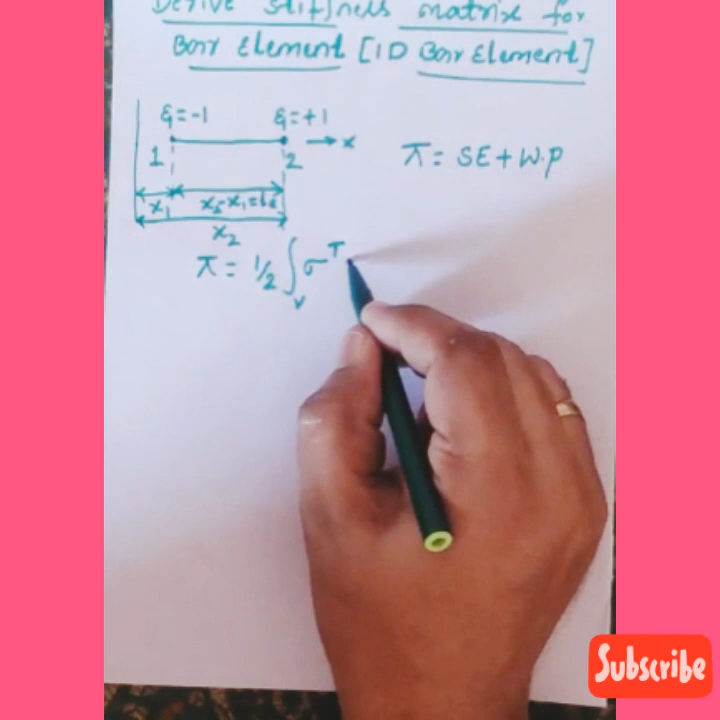 Derive stiffness matrix for
Bar Element [1D Bar Element]
ξ=-1 ξ=+1
1 2 → x
π = SE + W.P
x₁ x₂-x₁=le
x₂
π = 1/2 ∫ᵥ σᵀ
Subscribe